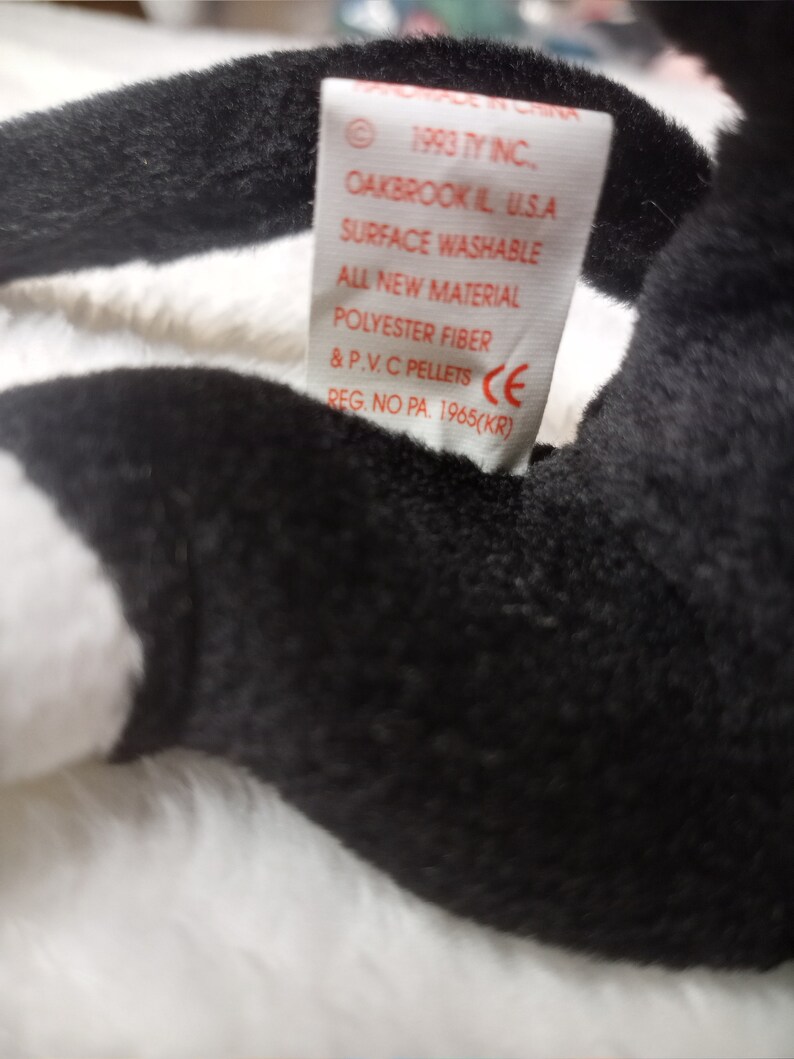 HANDMADE IN CHINA
© 1993 TY INC.,
OAKBROOK IL, U.S.A
SURFACE WASHABLE
ALL NEW MATERIAL
POLYESTER FIBER
& P.V.C PELLETS CE
REG. NO PA. 1965(KR)